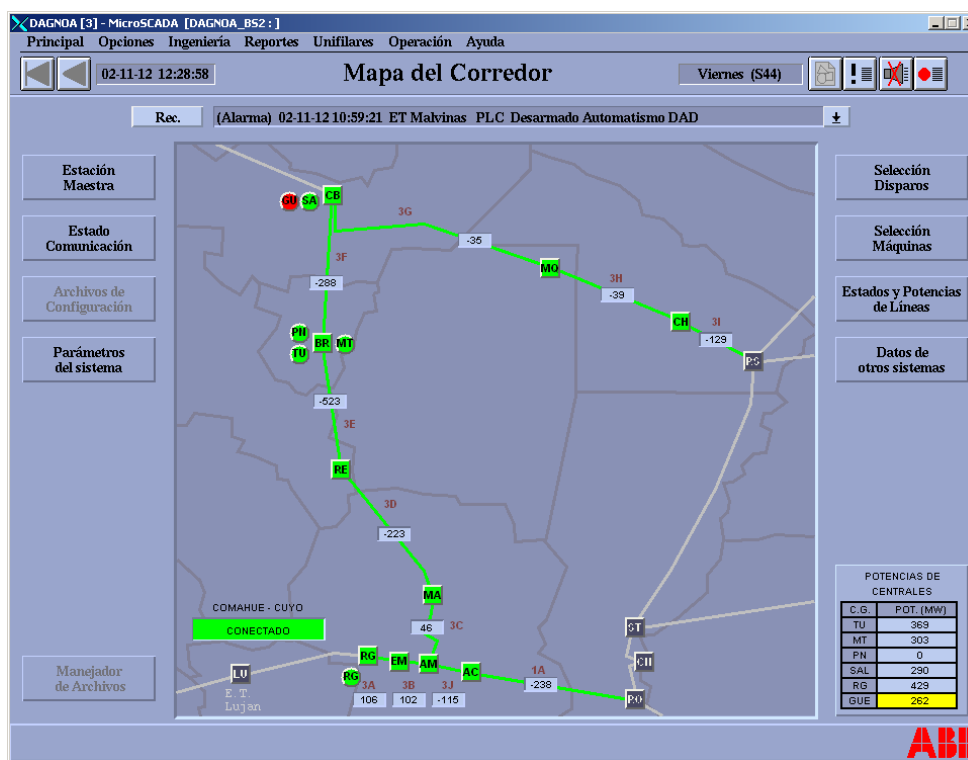 DAGNOA [3] - MicroSCADA [DAGNOA_BS2 : ]
Principal Opciones Ingeniería Reportes Unifilares Operación Ayuda
02-11-12 12:28:58
Mapa del Corredor
Viernes (S44)
Rec.
(Alarma) 02-11-12 10:59:21 ET Malvinas PLC Desarmado Automatismo DAD
Estación
Maestra
Estado
Comunicación
Archivos de
Configuración
Parámetros
del sistema
Manejador
de Archivos
GU
SA
CB
3G
-35
3F
MQ
3H
-288
-39
PN
TU
BR
MT
CH
3I
-129
RS
-523
3E
RE
3D
-223
MA
COMAHUE - CUYO
CONECTADO
46
3C
ST
RG
EM
AM
AC
LU
E. T.
Lujan
RG
3A
3B
3J
1A
-238
106
102
-115
RO
Selección
Disparos
Selección
Máquinas
Estados y Potencias
de Líneas
Datos de
otros sistemas
POTENCIAS DE
CENTRALES
C.G. POT. (MW)
TU 369
MT 303
PN 0
SAL 290
RG 429
GUE 262